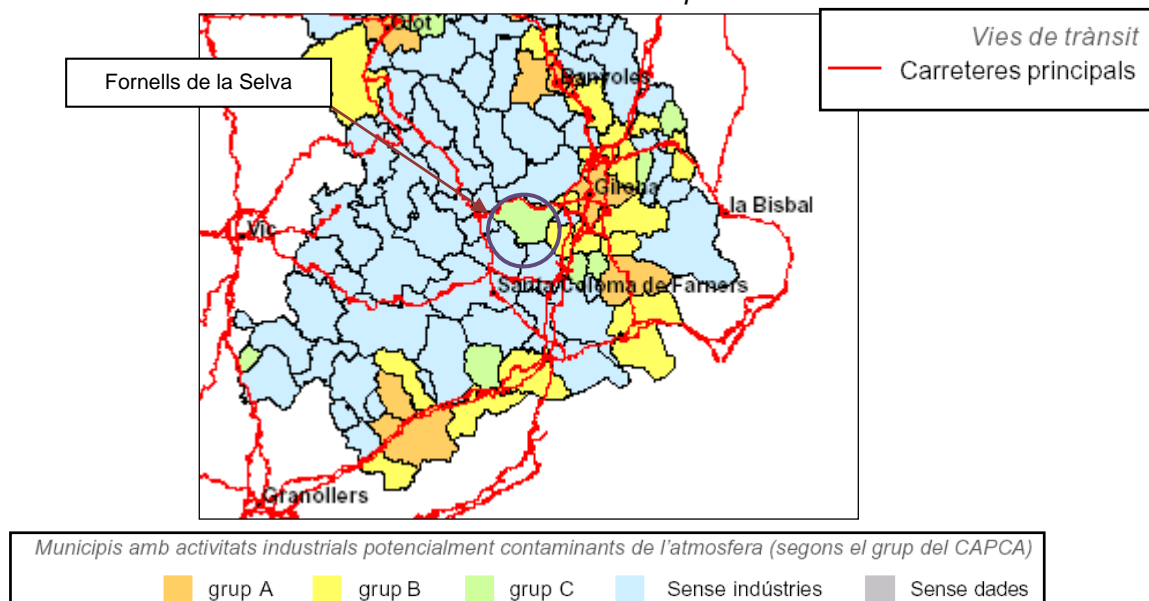 Vies de trànsit
Carreteres principals
Fornells de la Selva
Olot
Banyoles
Girona
la Bisbal
Vic
Santa Coloma de Farners
Granollers
Municipis amb activitats industrials potencialment contaminants de l'atmosfera (segons el grup del CAPCA)
grup A
grup B
grup C
Sense indústries
Sense dades